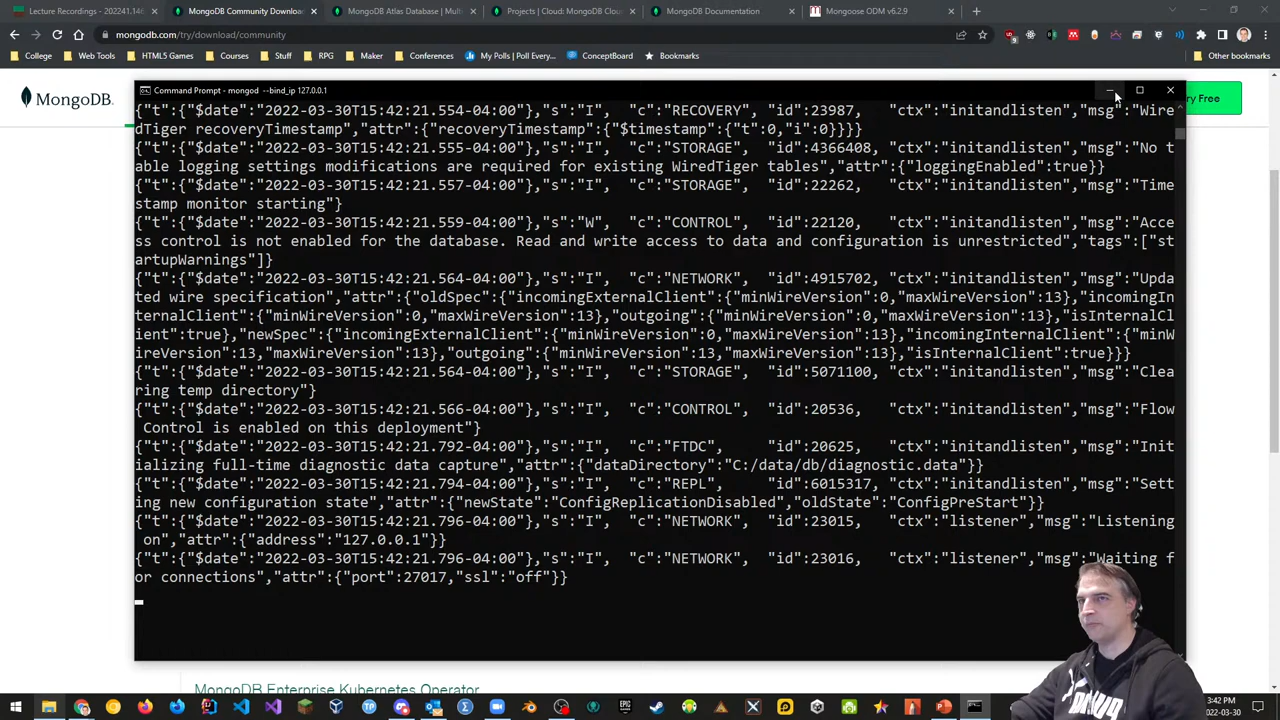 Lecture Recordings - 202241.146
MongoDB Community Downloa
MongoDB Atlas Database | Mult
Projects | Cloud: MongoDB Clou
MongoDB Documentation
Mongoose ODM v6.2.9
mongodb.com/try/download/community
College Web Tools HTML5 Games Courses Stuff RPG Maker Conferences My Polls | Poll Every... ConceptBoard Bookmarks Other bookmarks
MongoDB.
ry Free
Command Prompt - mongod --bind_ip 127.0.0.1
{"t":{"$date":"2022-03-30T15:42:21.554-04:00"},"s":"I", "c":"RECOVERY", "id":23987, "ctx":"initandlisten","msg":"Wire
dTiger recoveryTimestamp","attr":{"recoveryTimestamp":{"$timestamp":{"t":0,"i":0}}}}
{"t":{"$date":"2022-03-30T15:42:21.555-04:00"},"s":"I", "c":"STORAGE", "id":4366408, "ctx":"initandlisten","msg":"No t
able logging settings modifications are required for existing WiredTiger tables","attr":{"loggingEnabled":true}}
{"t":{"$date":"2022-03-30T15:42:21.557-04:00"},"s":"I", "c":"STORAGE", "id":22262, "ctx":"initandlisten","msg":"Time
stamp monitor starting"}
{"t":{"$date":"2022-03-30T15:42:21.559-04:00"},"s":"W", "c":"CONTROL", "id":22120, "ctx":"initandlisten","msg":"Acce
ss control is not enabled for the database. Read and write access to data and configuration is unrestricted","tags":["st
artupWarnings"]}
{"t":{"$date":"2022-03-30T15:42:21.564-04:00"},"s":"I", "c":"NETWORK", "id":4915702, "ctx":"initandlisten","msg":"Upda
ted wire specification","attr":{"oldSpec":{"incomingExternalClient":{"minWireVersion":0,"maxWireVersion":13},"incomingIn
ternalClient":{"minWireVersion":0,"maxWireVersion":13},"outgoing":{"minWireVersion":0,"maxWireVersion":13},"isInternalCl
ient":true},"newSpec":{"incomingExternalClient":{"minWireVersion":0,"maxWireVersion":13},"incomingInternalClient":{"minW
ireVersion":13,"maxWireVersion":13},"outgoing":{"minWireVersion":13,"maxWireVersion":13},"isInternalClient":true}}}
{"t":{"$date":"2022-03-30T15:42:21.564-04:00"},"s":"I", "c":"STORAGE", "id":5071100, "ctx":"initandlisten","msg":"Clea
ring temp directory"}
{"t":{"$date":"2022-03-30T15:42:21.566-04:00"},"s":"I", "c":"CONTROL", "id":20536, "ctx":"initandlisten","msg":"Flow
Control is enabled on this deployment"}
{"t":{"$date":"2022-03-30T15:42:21.792-04:00"},"s":"I", "c":"FTDC", "id":20625, "ctx":"initandlisten","msg":"Init
ializing full-time diagnostic data capture","attr":{"dataDirectory":"C:/data/db/diagnostic.data"}}
{"t":{"$date":"2022-03-30T15:42:21.794-04:00"},"s":"I", "c":"REPL", "id":6015317, "ctx":"initandlisten","msg":"Sett
ing new configuration state","attr":{"newState":"ConfigReplicationDisabled","oldState":"ConfigPreStart"}}
{"t":{"$date":"2022-03-30T15:42:21.796-04:00"},"s":"I", "c":"NETWORK", "id":23015, "ctx":"listener","msg":"Listening
on","attr":{"address":"127.0.0.1"}}
{"t":{"$date":"2022-03-30T15:42:21.796-04:00"},"s":"I", "c":"NETWORK", "id":23016, "ctx":"listener","msg":"Waiting f
or connections","attr":{"port":27017,"ssl":"off"}}
MongoDB Enterprise Kubernetes Operator
3:42 PM
2022-03-30